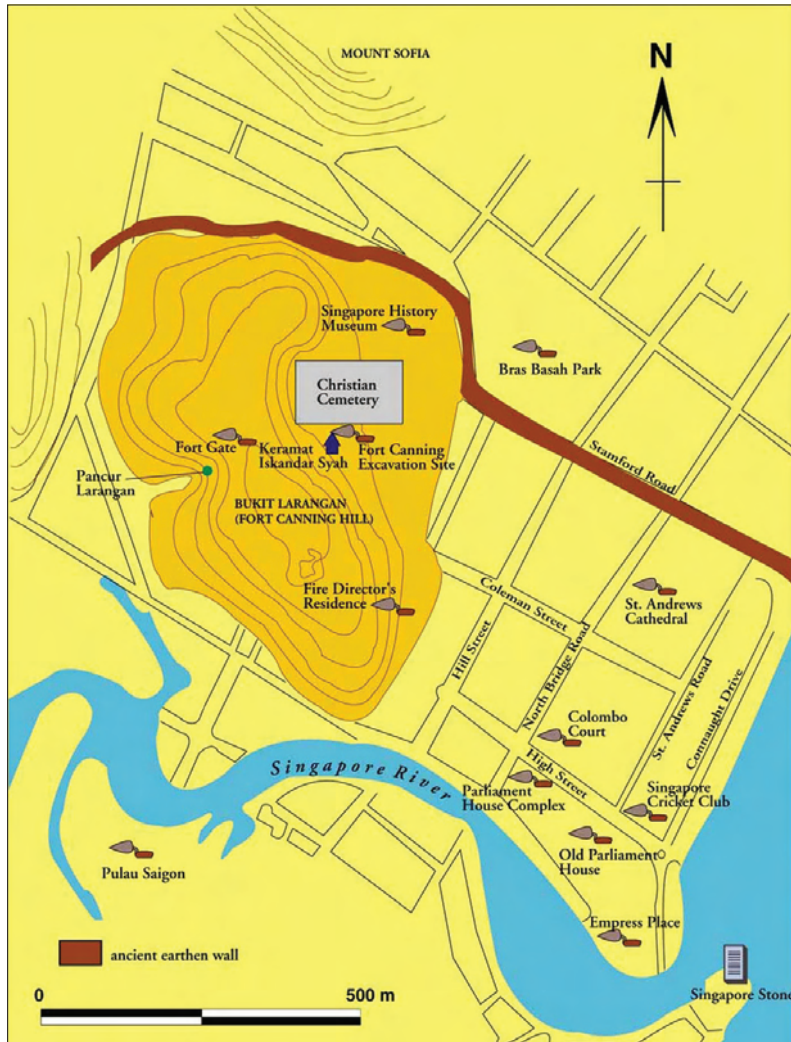 MOUNT SOFIA
N
Singapore History
Museum
Bras Basah Park
Christian
Cemetery
Fort Gate
Keramat
Iskandar Syah
Fort Canning
Excavation Site
Stamford Road
Pancur
Larangan
BUKIT LARANGAN
(FORT CANNING HILL)
Fire Director's
Residence
Coleman Street
St. Andrews
Cathedral
Hill Street
North Bridge Road
St. Andrews Road
Connaught Drive
Colombo
Court
High Street
Singapore River
Parliament
House Complex
Singapore
Cricket Club
Old Parliament
House
Pulau Saigon
Empress Place
ancient earthen wall
Singapore Stone
0
500 m